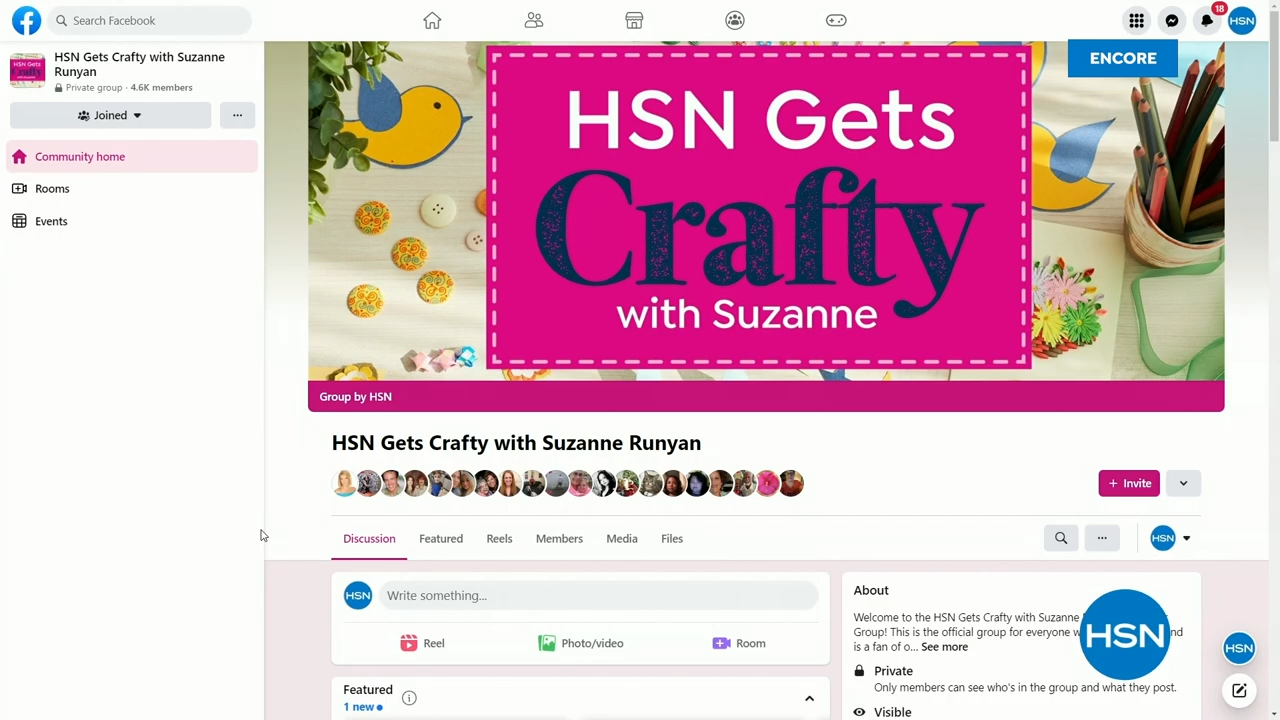 Search Facebook
18
HSN
HSN Gets
Crafty
HSN Gets Crafty with Suzanne
Runyan
Private group · 4.6K members
Joined
Community home
Rooms
Events
ENCORE
HSN Gets
Crafty
with Suzanne
Group by HSN
HSN Gets Crafty with Suzanne Runyan
+ Invite
Discussion
Featured
Reels
Members
Media
Files
HSN
HSN
Write something...
Reel
Photo/video
Room
Featured
1 new
About
Welcome to the HSN Gets Crafty with Suzanne
Group! This is the official group for everyone
is a fan of o... See more
Private
Only members can see who's in the group and what they post.
Visible
HSN
HSN